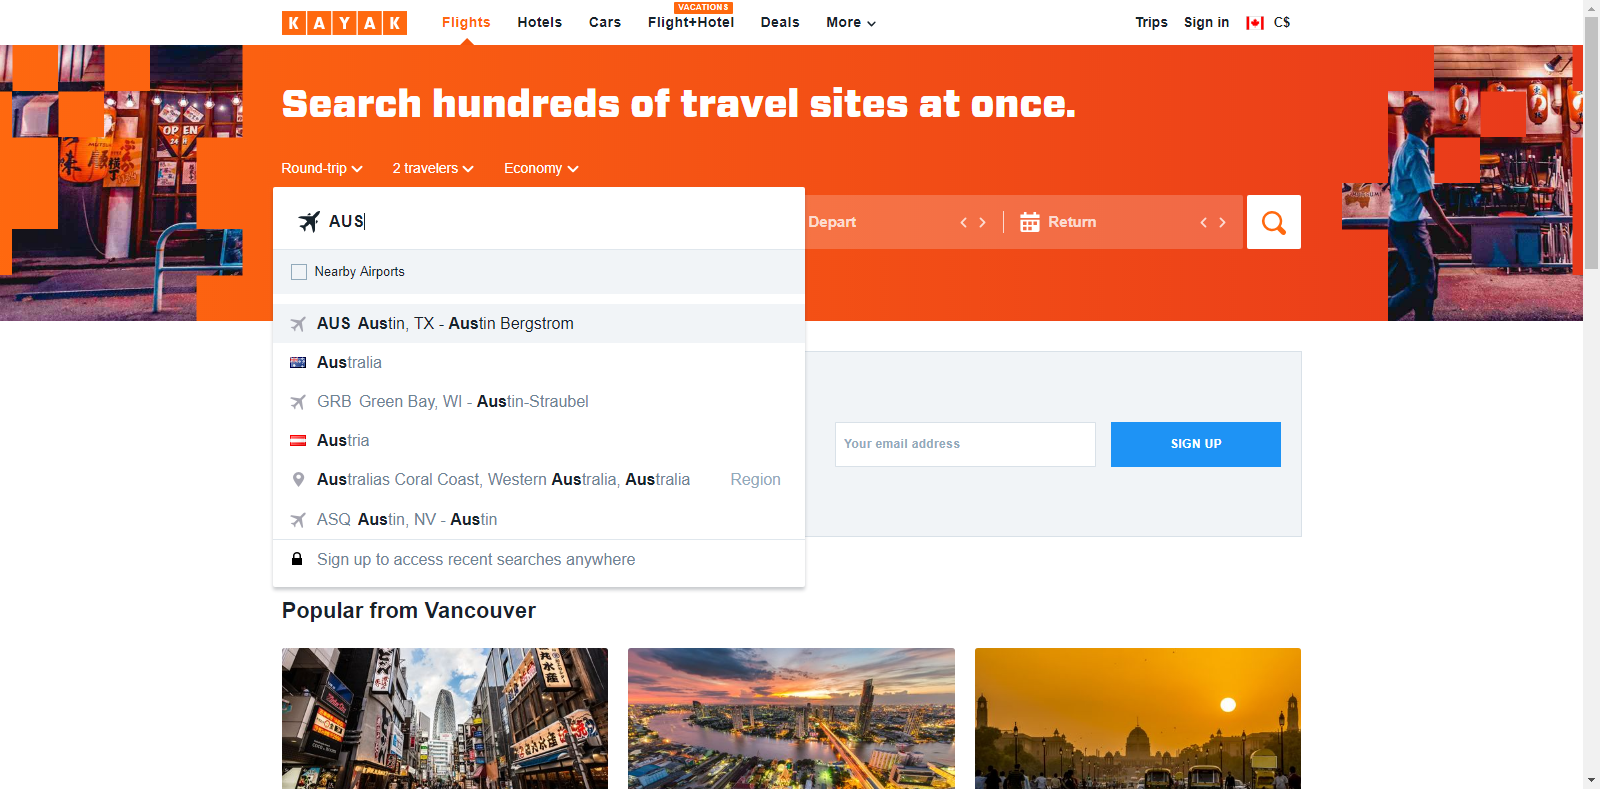 KAYAK
Flights
Hotels
Cars
VACATIONS
Flight+Hotel
Deals
More
Trips
Sign in
C$
Search hundreds of travel sites at once.
Round-trip
2 travelers
Economy
AUS
Depart
Return
Nearby Airports
AUS Austin, TX - Austin Bergstrom
Australia
GRB Green Bay, WI - Austin-Straubel
Austria
Australias Coral Coast, Western Australia, Australia Region
ASQ Austin, NV - Austin
Sign up to access recent searches anywhere
Your email address
SIGN UP
Popular from Vancouver
OPEN